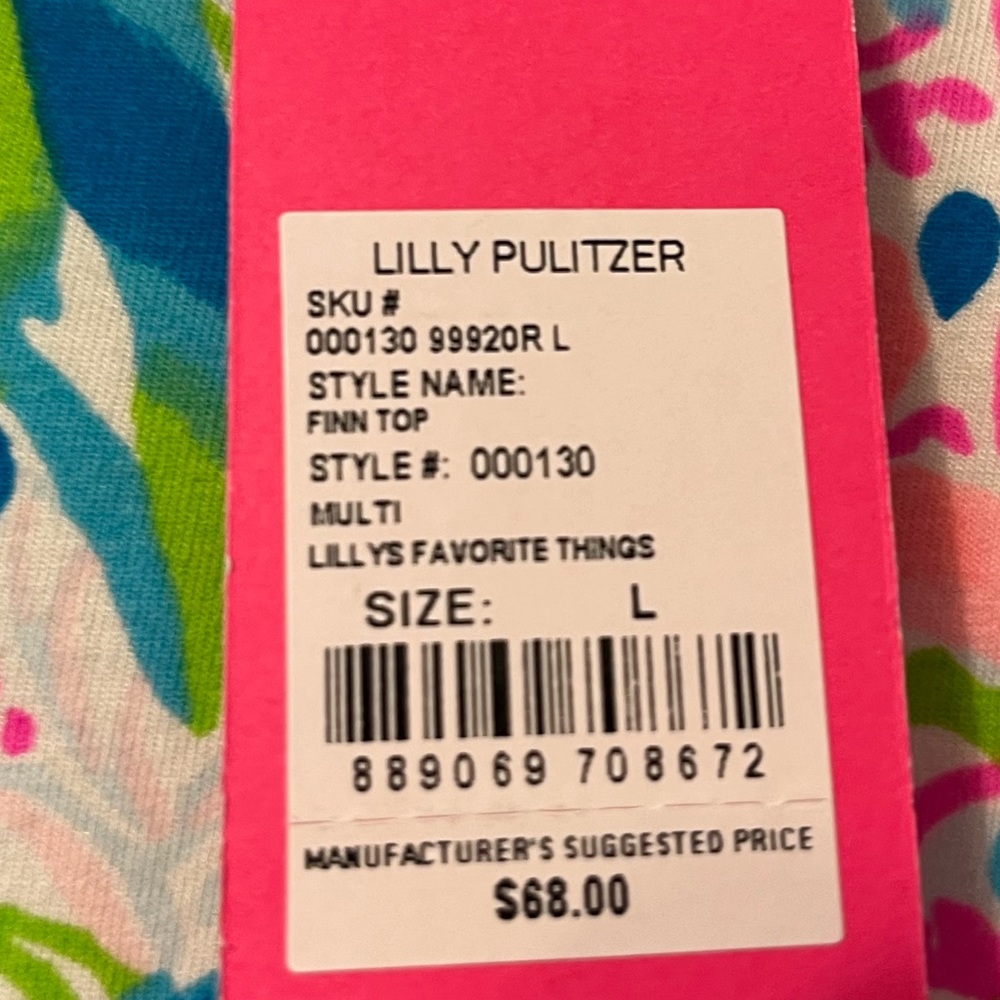 LILLY PULITZER
SKU #
000130 99920R L
STYLE NAME:
FINN TOP
STYLE #: 000130
MULTI
LILLYS FAVORITE THINGS
SIZE: L
889069 708672
MANUFACTURER'S SUGGESTED PRICE
$68.00